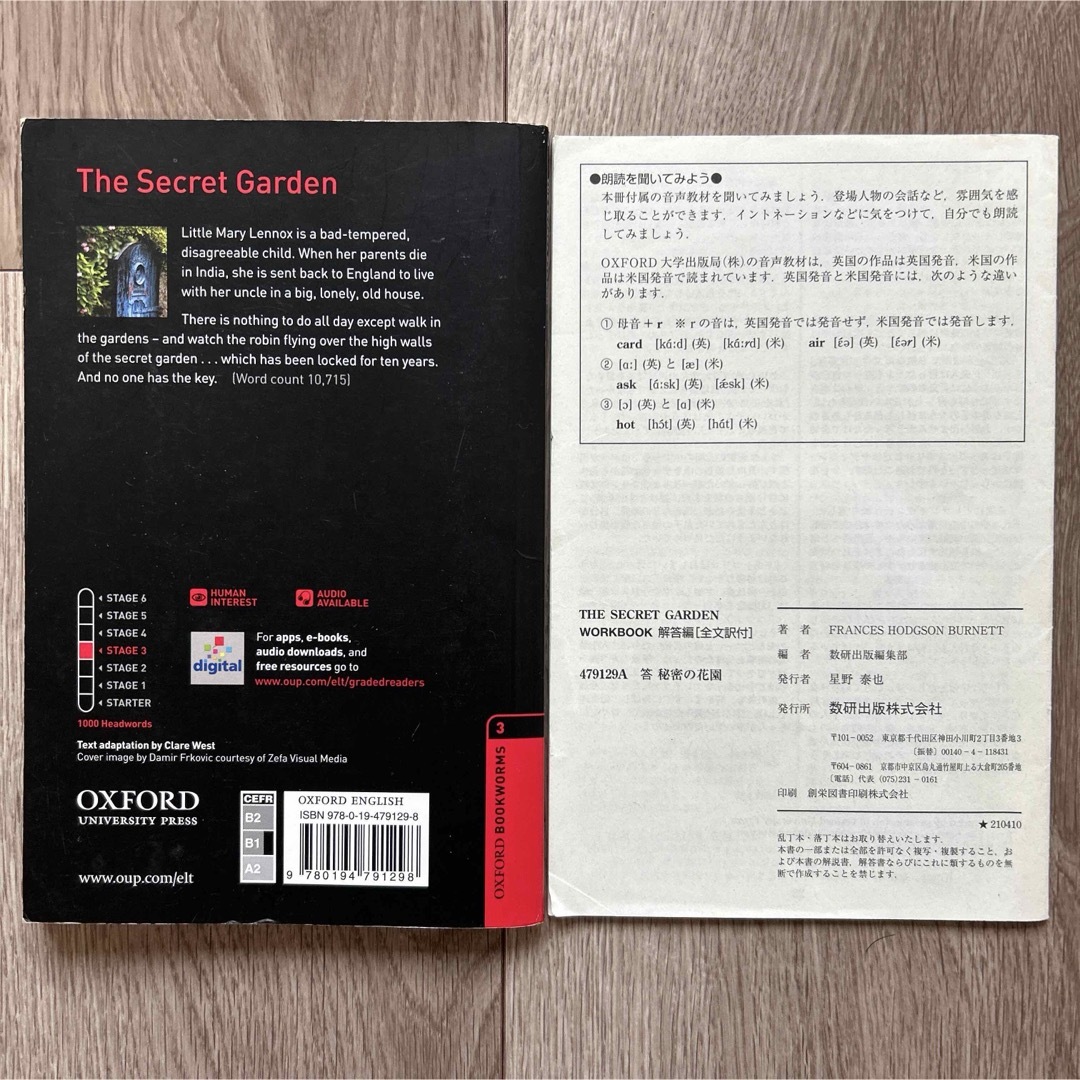 The Secret Garden
Little Mary Lennox is a bad-tempered,
disagreeable child. When her parents die
in India, she is sent back to England to live
with her uncle in a big, lonely, old house.
There is nothing to do all day except walk in
the gardens – and watch the robin flying over the high walls
of the secret garden . . . which has been locked for ten years.
And no one has the key. (Word count 10,715)
STAGE 6
STAGE 5
STAGE 4
STAGE 3
STAGE 2
STAGE 1
STARTER
1000 Headwords
HUMAN
INTEREST
AUDIO
AVAILABLE
digital
For apps, e-books,
audio downloads, and
free resources go to
www.oup.com/elt/gradedreaders
Text adaptation by Clare West
Cover image by Damir Frkovic courtesy of Zefa Visual Media
OXFORD
UNIVERSITY PRESS
www.oup.com/elt
CEFR
B2
B1
A2
OXFORD ENGLISH
ISBN 978-0-19-479129-8
9 780194 791298
3
OXFORD BOOKWORMS
●朗読を聞いてみよう●
本冊付属の音声教材を聞いてみましょう．登場人物の会話など，雰囲気を感
じ取ることができます．イントネーションなどに気をつけて，自分でも朗読
してみましょう．
OXFORD 大学出版局(株)の音声教材は，英国の作品は英国発音，米国の作
品は米国発音で読まれています．英国発音と米国発音には，次のような違い
があります．
① 母音＋r ※ r の音は，英国発音では発音せず，米国発音では発音します．
card [kɑ́ːd] (英) [kɑ́ːrd] (米) air [ɛ́ə] (英) [ɛ́ər] (米)
② [ɑː] (英) と [æ] (米)
ask [ɑ́ːsk] (英) [ǽsk] (米)
③ [ɔ] (英) と [ɑ] (米)
hot [hɔ́t] (英) [hɑ́t] (米)
THE SECRET GARDEN
WORKBOOK 解答編[全文訳付]
479129A 答 秘密の花園
著　者 FRANCES HODGSON BURNETT
編　者 数研出版編集部
発行者 星野 泰也
発行所 数研出版株式会社
〒101-0052 東京都千代田区神田小川町2丁目3番地3
〔振替〕00140-4-118431
〒604-0861 京都市中京区烏丸通竹屋町上る大倉町205番地
〔電話〕代表 (075)231-0161
印刷 創栄図書印刷株式会社
★210410
乱丁本・落丁本はお取り替えいたします．
本書の一部または全部を許可なく複写・複製すること，お
よび本書の解説書，解答書ならびにこれに類するものを無
断で作成することを禁じます．